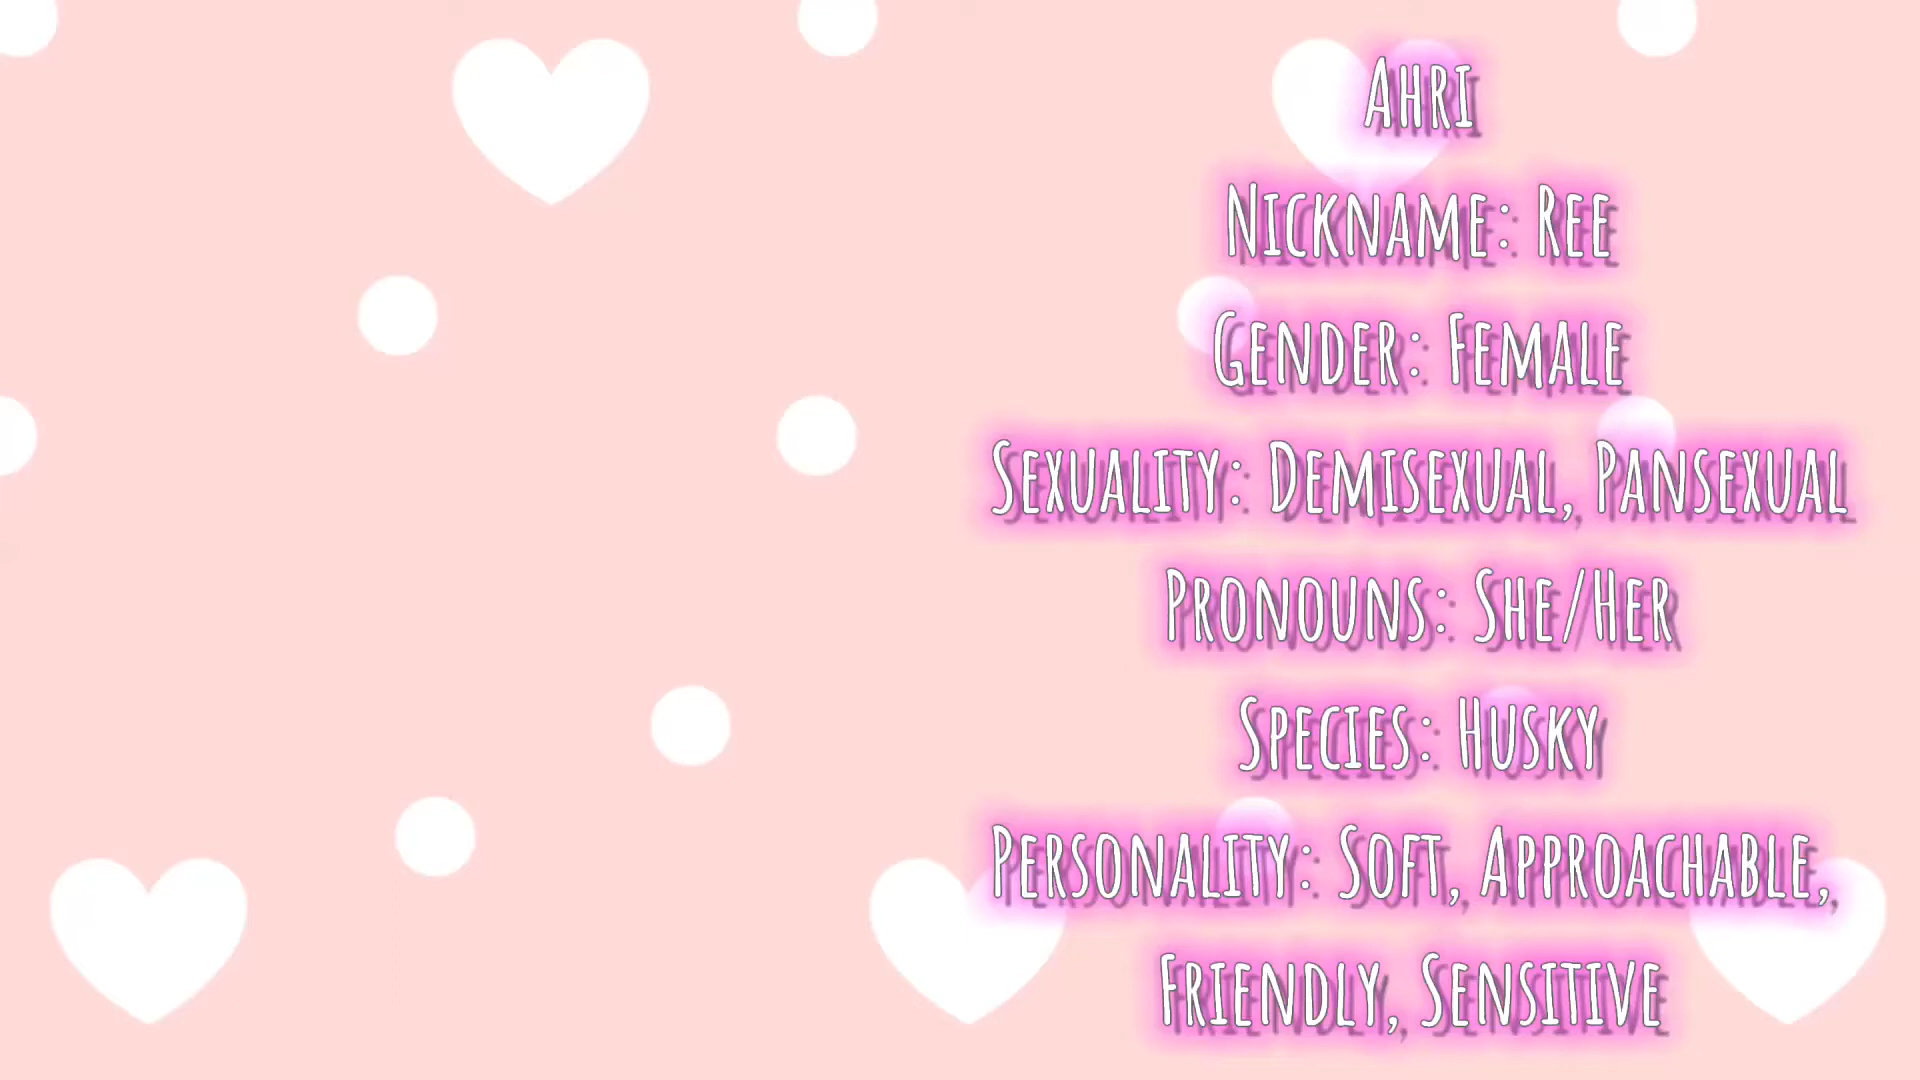 Ahri
Nickname: Ree
Gender: Female
Sexuality: Demisexual, Pansexual
Pronouns: She/Her
Species: Husky
Personality: Soft, Approachable,
Friendly, Sensitive